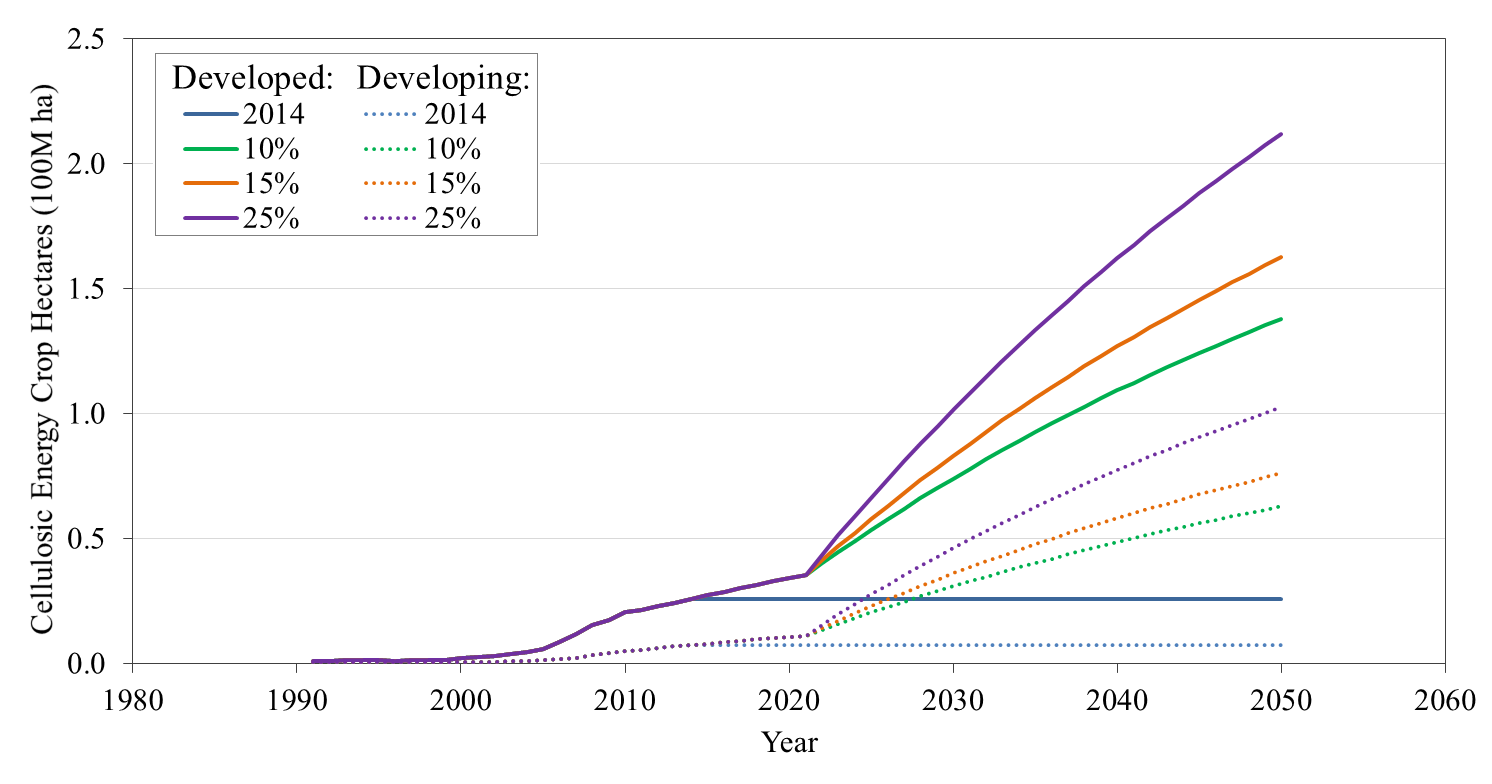 2.5
2.0
1.5
1.0
0.5
0.0
Cellulosic Energy Crop Hectares (100M ha)
Developed: Developing:
2014 2014
10% 10%
15% 15%
25% 25%
1980 1990 2000 2010 2020 2030 2040 2050 2060
Year